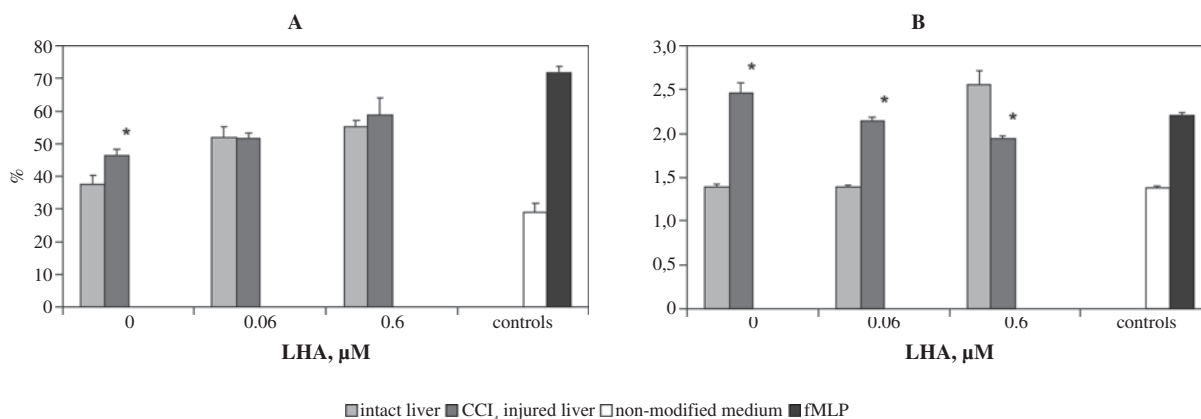 A
80
70
60
50
40
30
20
10
0
%
*
0 0.06 0.6 controls
LHA, µM
B
3,0
2,5
2,0
1,5
1,0
0,5
0
* * *
0 0.06 0.6 controls
LHA, µM
intact liver CCl₄ injured liver non-modified medium fMLP